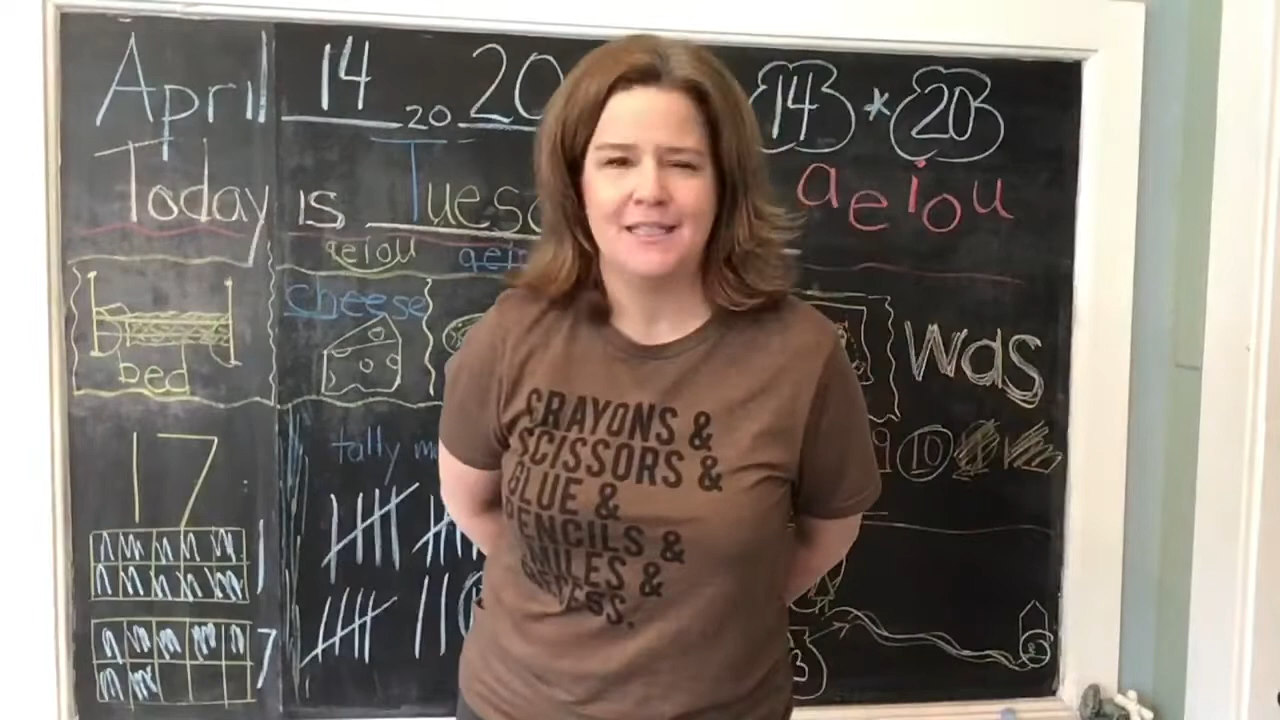 April 14 20 20 14 * 20
Today is Tues
aeiou
aeiou
cheese
was
bed
17
tally
10
1
7
CRAYONS &
SCISSORS &
GLUE &
PENCILS &
SMILES &
RECESS.